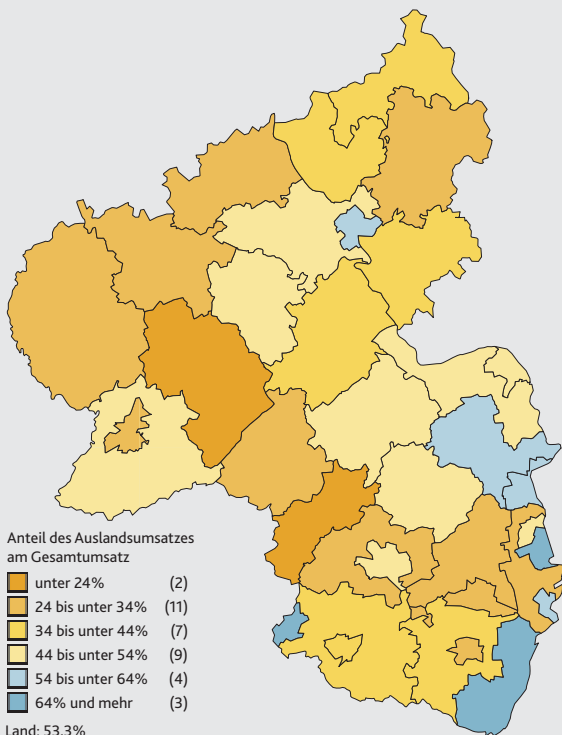 Anteil des Auslandsumsatzes
am Gesamtumsatz
unter 24% (2)
24 bis unter 34% (11)
34 bis unter 44% (7)
44 bis unter 54% (9)
54 bis unter 64% (4)
64% und mehr (3)
Land: 53,3%